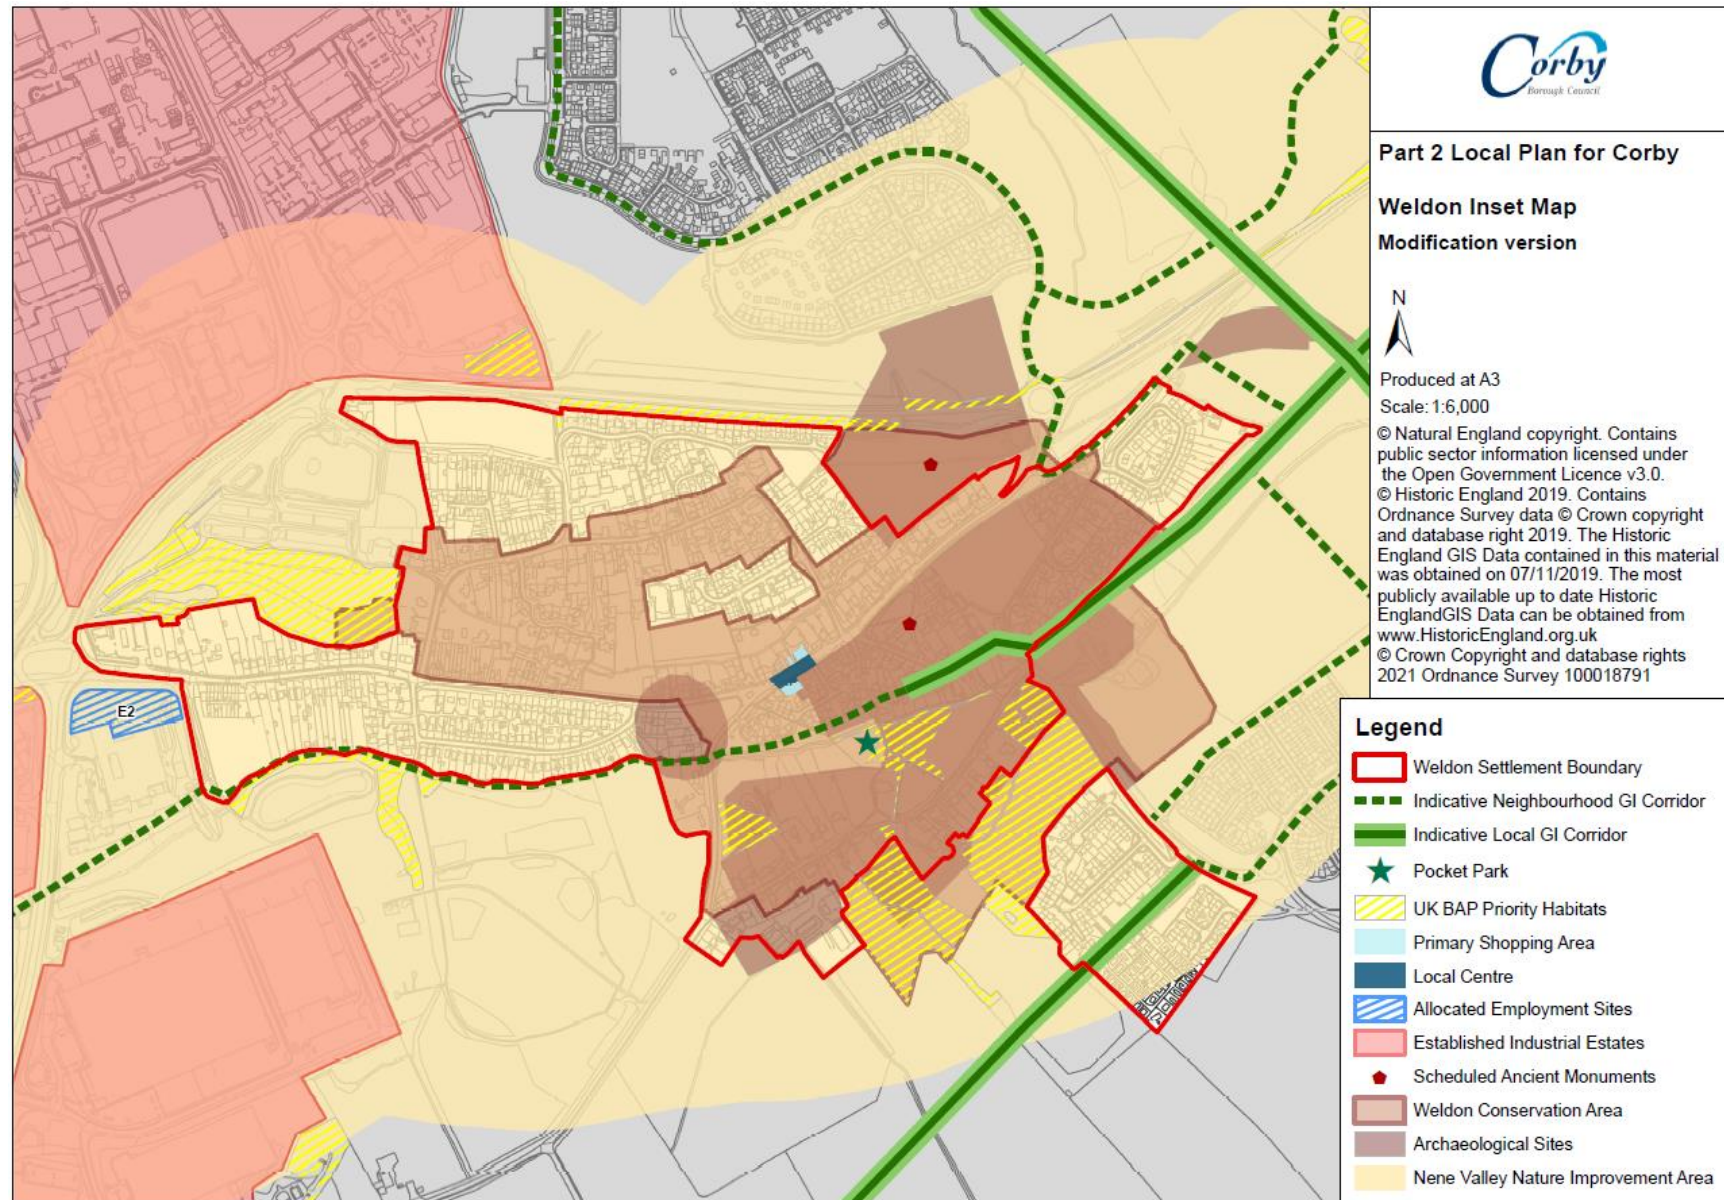 Corby
Borough Council
Part 2 Local Plan for Corby
Weldon Inset Map
Modification version
N
Produced at A3
Scale: 1:6,000
© Natural England copyright. Contains
public sector information licensed under
the Open Government Licence v3.0.
© Historic England 2019. Contains
Ordnance Survey data © Crown copyright
and database right 2019. The Historic
England GIS Data contained in this material
was obtained on 07/11/2019. The most
publicly available up to date Historic
EnglandGIS Data can be obtained from
www.HistoricEngland.org.uk
© Crown Copyright and database rights
2021 Ordnance Survey 100018791
E2
Legend
Weldon Settlement Boundary
Indicative Neighbourhood GI Corridor
Indicative Local GI Corridor
Pocket Park
UK BAP Priority Habitats
Primary Shopping Area
Local Centre
Allocated Employment Sites
Established Industrial Estates
Scheduled Ancient Monuments
Weldon Conservation Area
Archaeological Sites
Nene Valley Nature Improvement Area